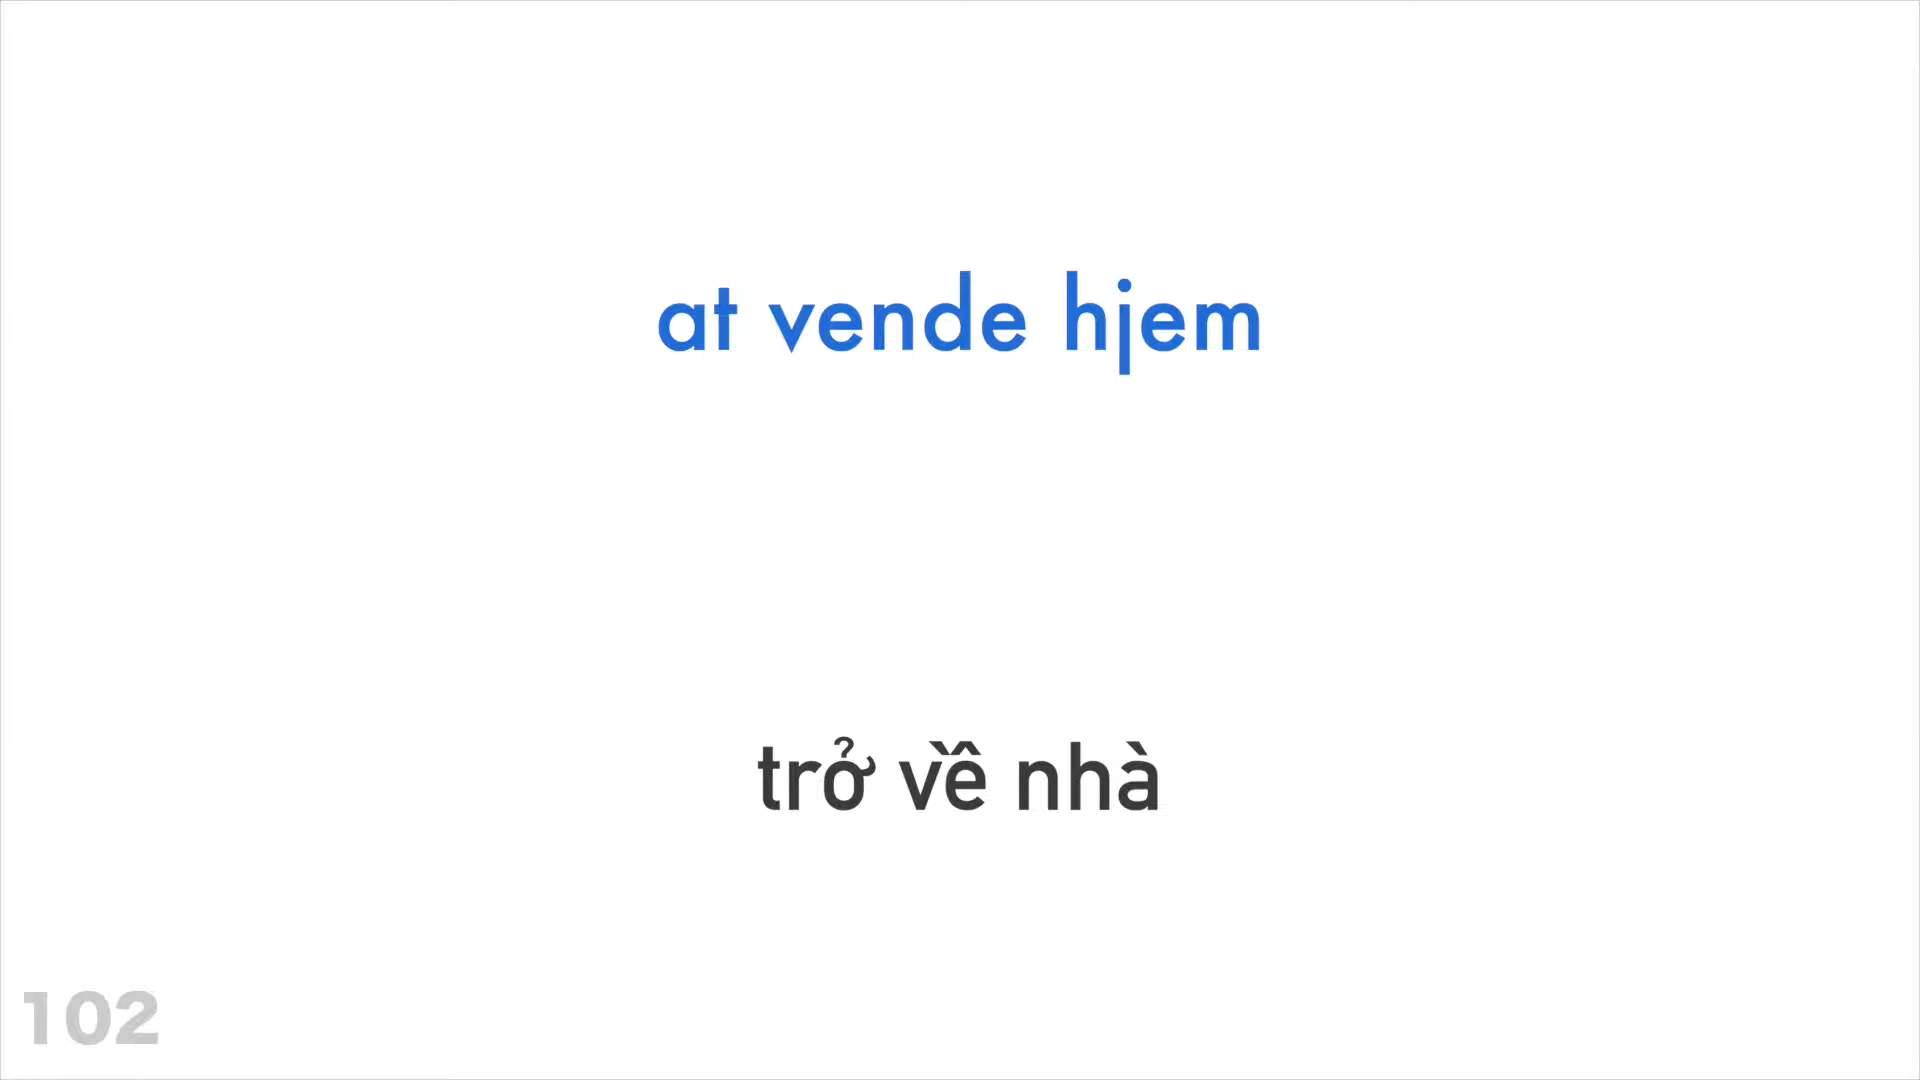 at vende hjem
trở về nhà
102